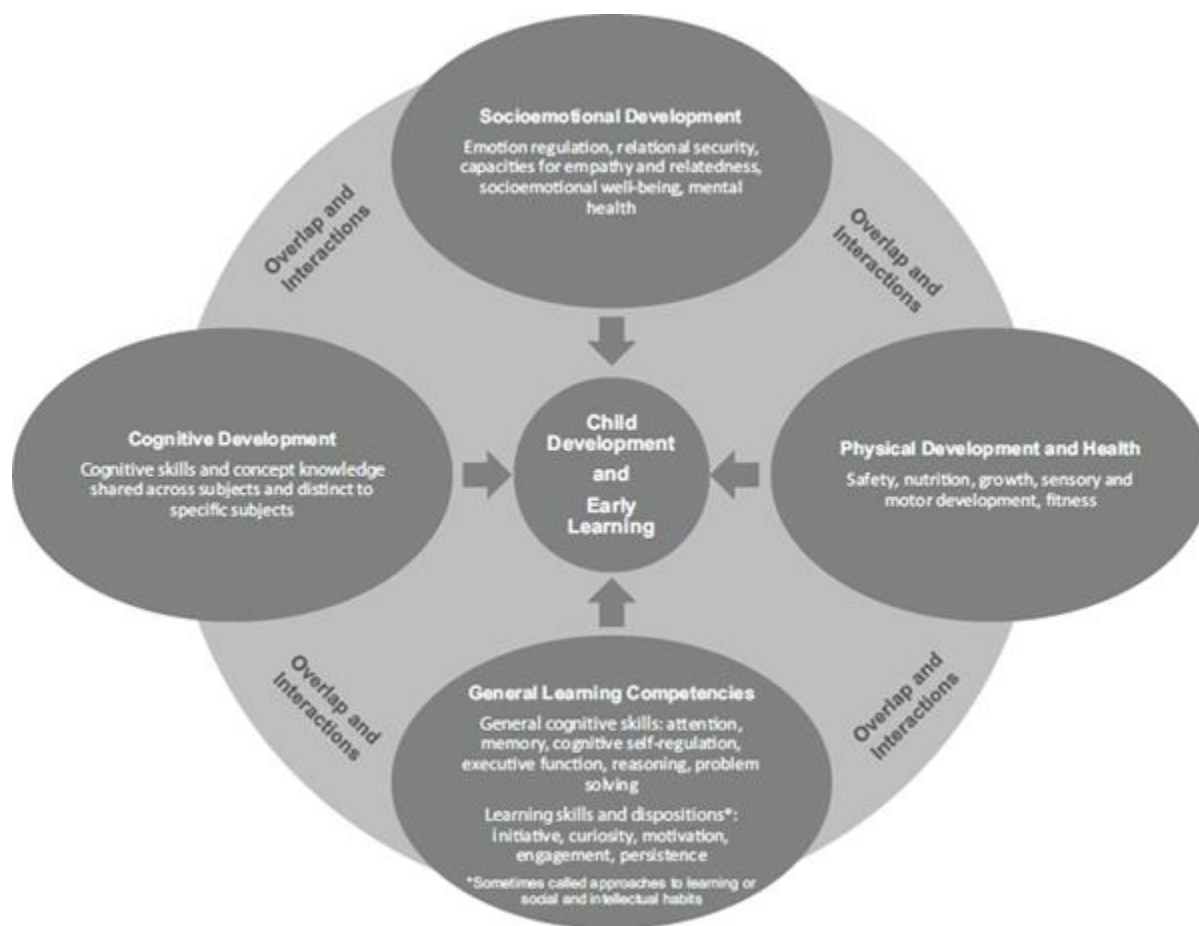 Socioemotional Development
Emotion regulation, relational security,
capacities for empathy and relatedness,
socioemotional well-being, mental
health
Overlap and
Interactions
Overlap and
Interactions
Cognitive Development
Cognitive skills and concept knowledge
shared across subjects and distinct to
specific subjects
Child
Development
and
Early
Learning
Physical Development and Health
Safety, nutrition, growth, sensory and
motor development, fitness
Overlap and
Interactions
Overlap and
Interactions
General Learning Competencies
General cognitive skills: attention,
memory, cognitive self-regulation,
executive function, reasoning, problem
solving
Learning skills and dispositions*:
initiative, curiosity, motivation,
engagement, persistence
*Sometimes called approaches to learning or
social and intellectual habits